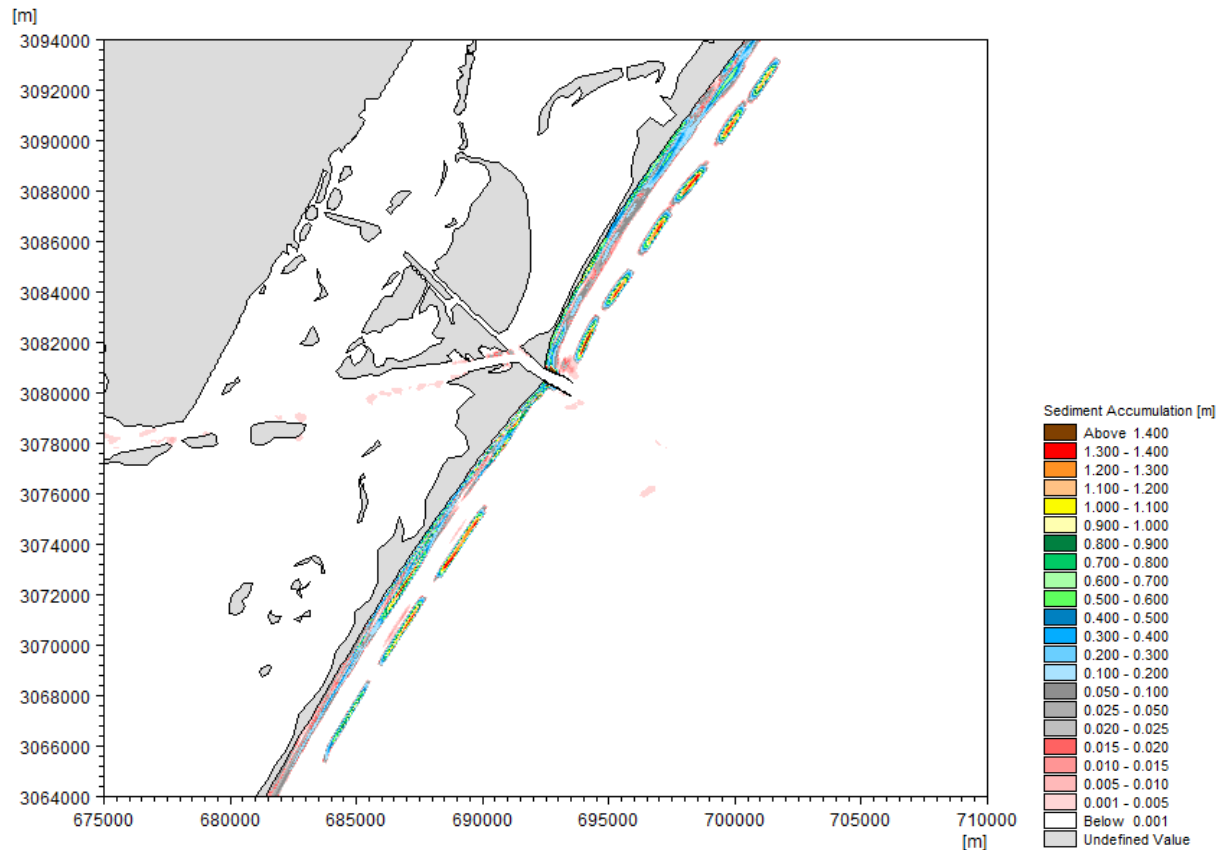 [m]
3094000
3092000
3090000
3088000
3086000
3084000
3082000
3080000
3078000
3076000
3074000
3072000
3070000
3068000
3066000
3064000
675000 680000 685000 690000 695000 700000 705000 710000
[m]
Sediment Accumulation [m]
Above 1.400
1.300 - 1.400
1.200 - 1.300
1.100 - 1.200
1.000 - 1.100
0.900 - 1.000
0.800 - 0.900
0.700 - 0.800
0.600 - 0.700
0.500 - 0.600
0.400 - 0.500
0.300 - 0.400
0.200 - 0.300
0.100 - 0.200
0.050 - 0.100
0.025 - 0.050
0.020 - 0.025
0.015 - 0.020
0.010 - 0.015
0.005 - 0.010
0.001 - 0.005
Below 0.001
Undefined Value